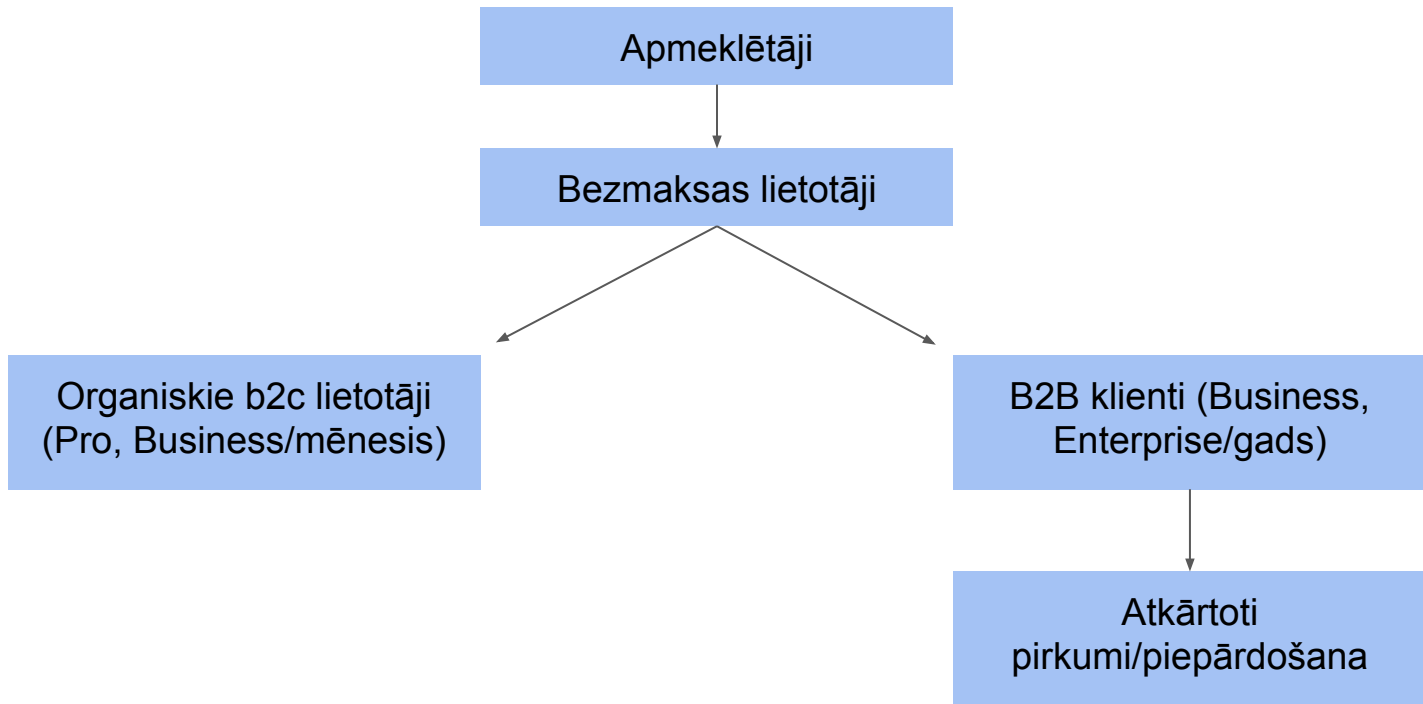 Apmeklētāji
Bezmaksas lietotāji
Organiskie b2c lietotāji
(Pro, Business/mēnesis)
B2B klienti (Business,
Enterprise/gads)
Atkārtoti
pirkumi/piepārdošana